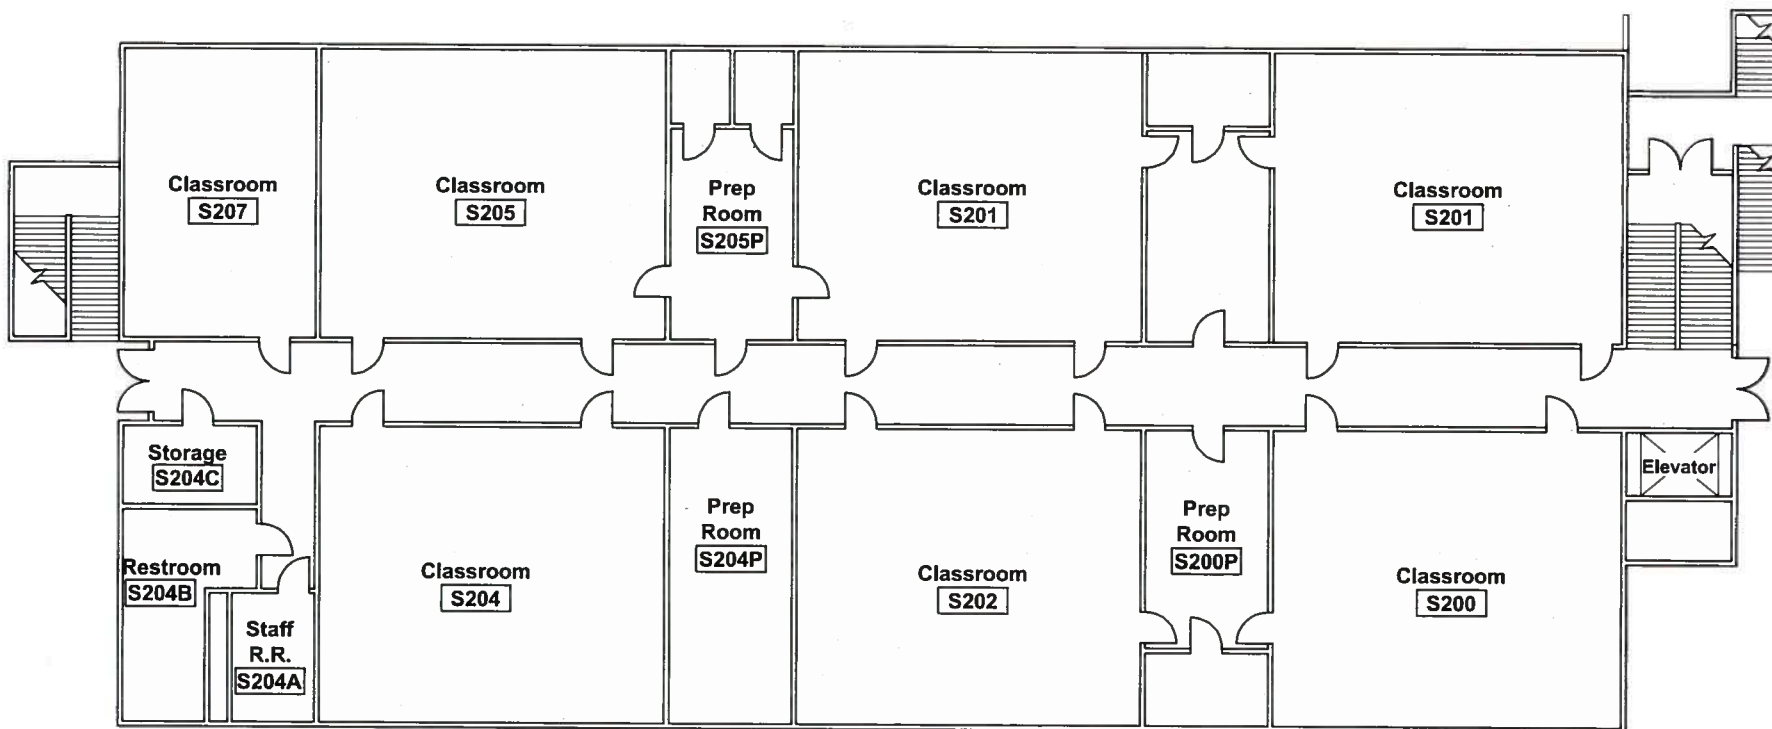 Classroom
S207
Classroom
S205
Prep
Room
S205P
Classroom
S201
Classroom
S201
Storage
S204C
Restroom
S204B
Staff
R.R.
S204A
Classroom
S204
Prep
Room
S204P
Classroom
S202
Prep
Room
S200P
Classroom
S200
Elevator